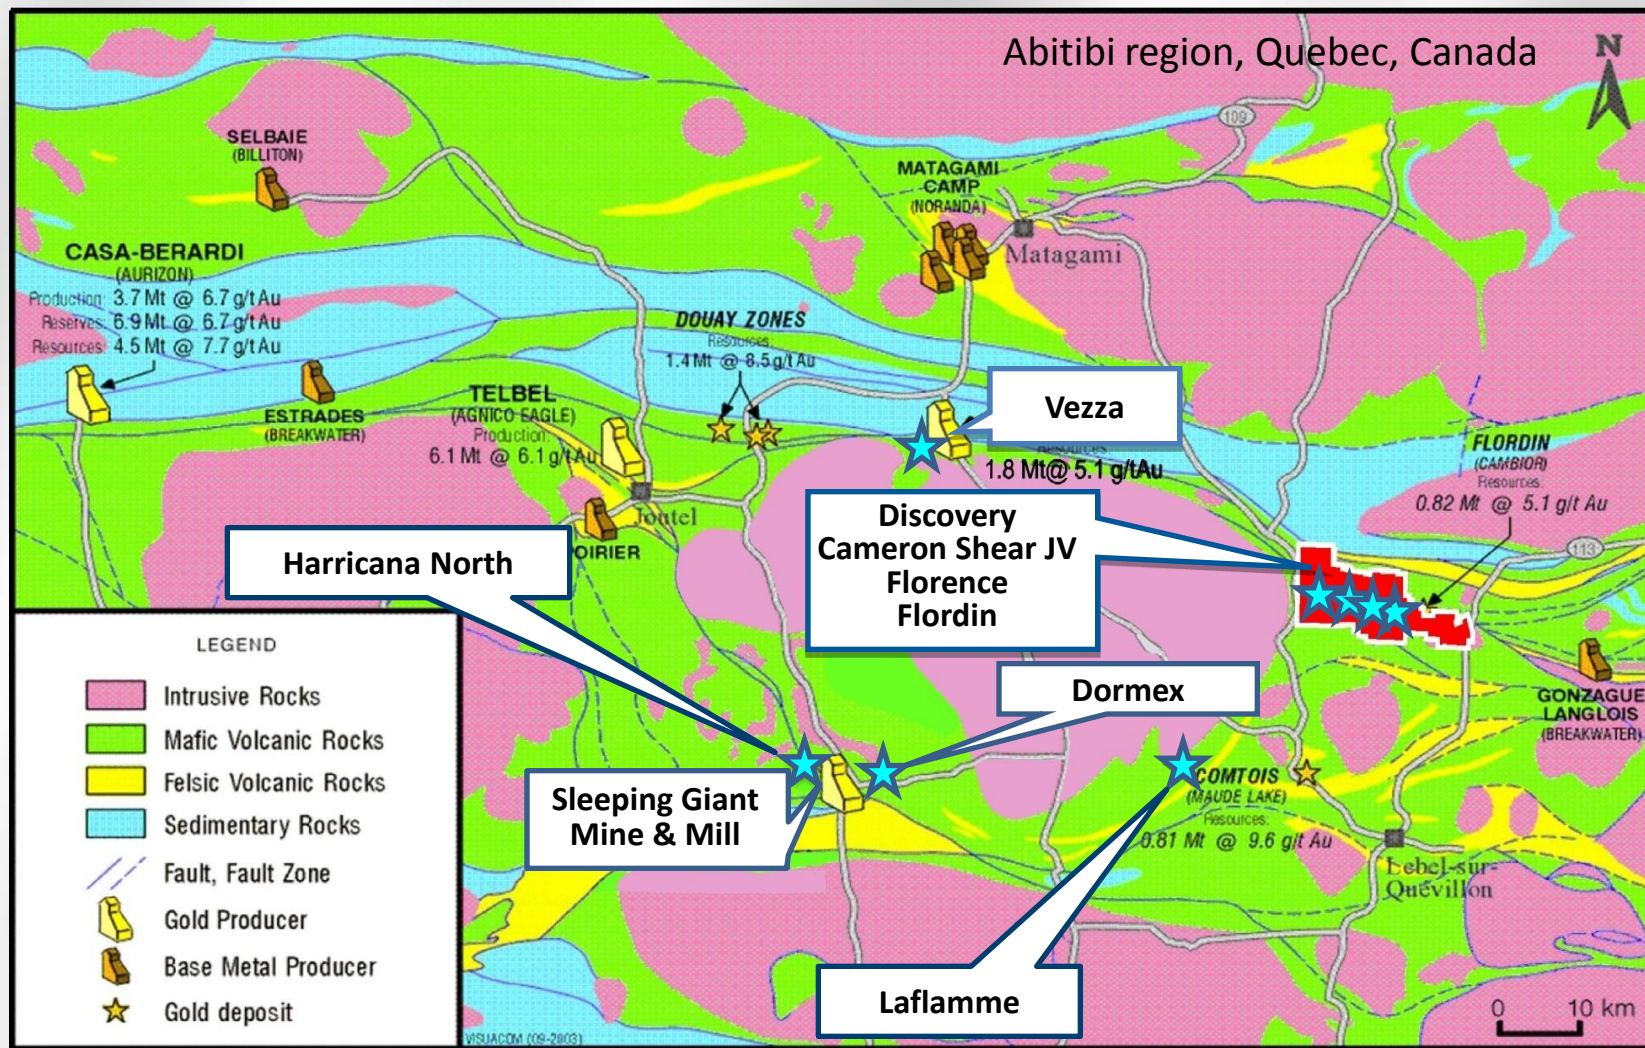 Abitibi region, Quebec, Canada
N
109
SELBAIE
(BILLITON)
MATAGAMI
CAMP
(NORANDA)
Matagami
CASA-BERARDI
(AURIZON)
Production: 3.7 Mt @ 6.7 g/t Au
Reserves: 6.9 Mt @ 6.7 g/t Au
Resources: 4.5 Mt @ 7.7 g/t Au
DOUAY ZONES
Resources:
1.4 Mt @ 8.5 g/t Au
ESTRADES
(BREAKWATER)
TELBEL
(AGNICO EAGLE)
Production:
6.1 Mt @ 6.1 g/t Au
Vezza
Resources:
1.8 Mt@ 5.1 g/tAu
FLORDIN
(CAMBIOR)
Resources:
0.82 Mt @ 5.1 g/t Au
Joutel
OIRIER
Discovery
Cameron Shear JV
Florence
Flordin
113
Harricana North
Dormex
GONZAGUE
LANGLOIS
(BREAKWATER)
Sleeping Giant
Mine & Mill
COMTOIS
(MAUDE LAKE)
Resources:
0.81 Mt @ 9.6 g/t Au
Lebel-sur-
Quévillon
Laflamme
LEGEND
Intrusive Rocks
Mafic Volcanic Rocks
Felsic Volcanic Rocks
Sedimentary Rocks
Fault, Fault Zone
Gold Producer
Base Metal Producer
Gold deposit
VISUACOM (09-2003)
0 10 km